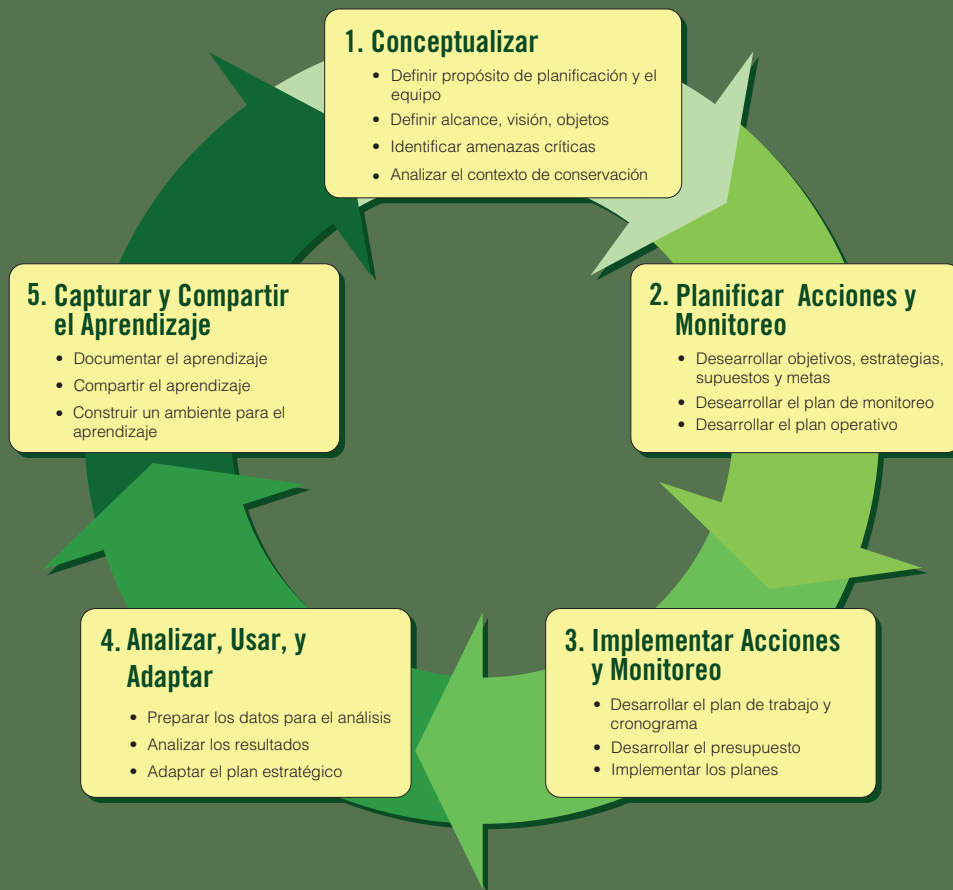 1. Conceptualizar
• Definir propósito de planificación y el
equipo
• Definir alcance, visión, objetos
• Identificar amenazas críticas
• Analizar el contexto de conservación
2. Planificar Acciones y
Monitoreo
• Desearrollar objetivos, estrategias,
supuestos y metas
• Desearrollar el plan de monitoreo
• Desarrollar el plan operativo
3. Implementar Acciones
y Monitoreo
• Desarrollar el plan de trabajo y
cronograma
• Desarrollar el presupuesto
• Implementar los planes
4. Analizar, Usar, y
Adaptar
• Preparar los datos para el análisis
• Analizar los resultados
• Adaptar el plan estratégico
5. Capturar y Compartir
el Aprendizaje
• Documentar el aprendizaje
• Compartir el aprendizaje
• Construir un ambiente para el
aprendizaje